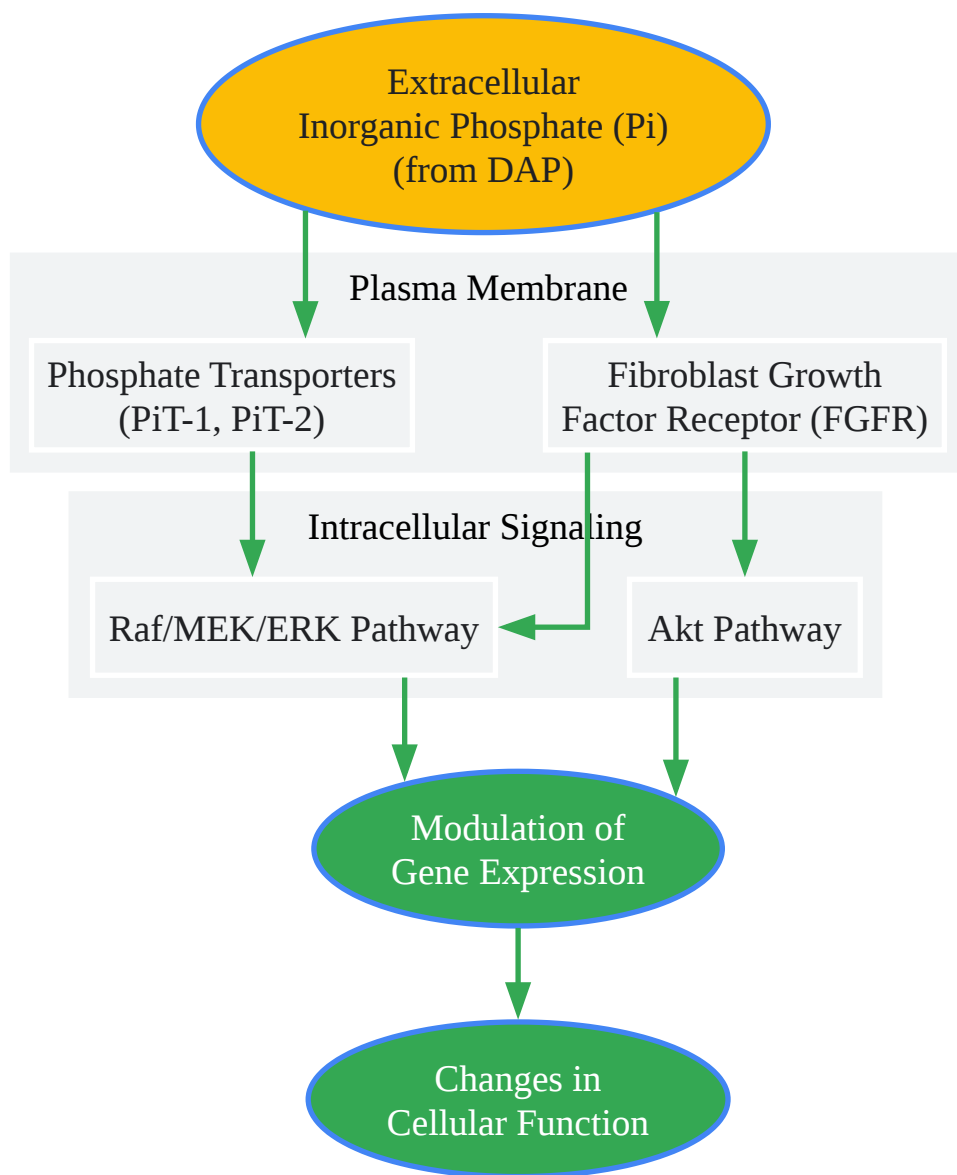 Extracellular
Inorganic Phosphate (Pi)
(from DAP)
Plasma Membrane
Phosphate Transporters
(PiT-1, PiT-2)
Fibroblast Growth
Factor Receptor (FGFR)
Intracellular Signaling
Raf/MEK/ERK Pathway
Akt Pathway
Modulation of
Gene Expression
Changes in
Cellular Function